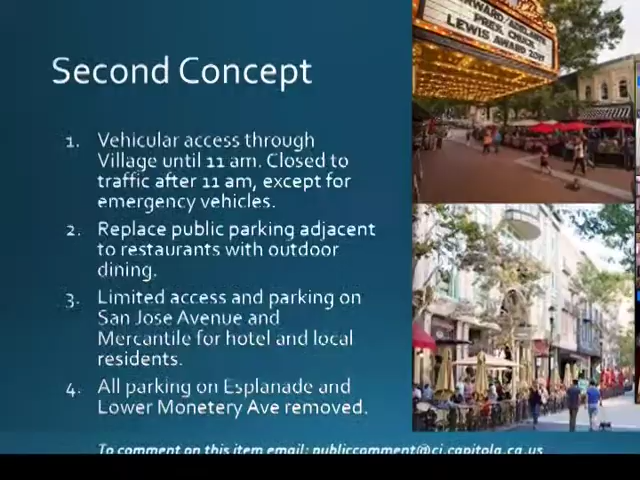 Second Concept
1. Vehicular access through
Village until 11 am. Closed to
traffic after 11 am, except for
emergency vehicles.
2. Replace public parking adjacent
to restaurants with outdoor
dining.
3. Limited access and parking on
San Jose Avenue and
Mercantile for hotel and local
residents.
4. All parking on Esplanade and
Lower Monetery Ave removed.
To comment on this item email: publiccomment@ci.capitola.ca.us
PRES. CHUCK
LEWIS AWARD